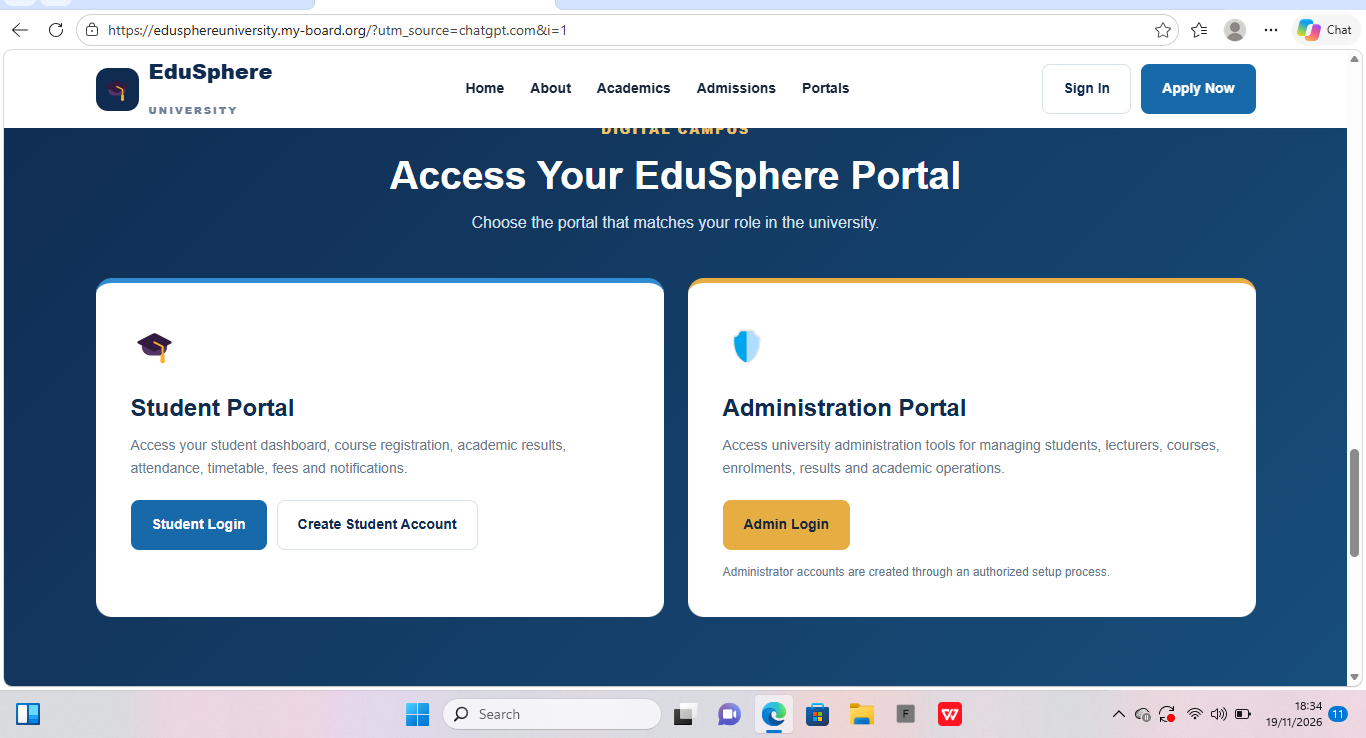 https://edusphereuniversity.my-board.org/?utm_source=chatgpt.com&i=1
Chat
EduSphere
UNIVERSITY
Home
About
Academics
Admissions
Portals
Sign In
Apply Now
DIGITAL CAMPUS
Access Your EduSphere Portal
Choose the portal that matches your role in the university.
Student Portal
Access your student dashboard, course registration, academic results,
attendance, timetable, fees and notifications.
Student Login
Create Student Account
Administration Portal
Access university administration tools for managing students, lecturers, courses,
enrolments, results and academic operations.
Admin Login
Administrator accounts are created through an authorized setup process.
Search
F
W
18:34
19/11/2026
11